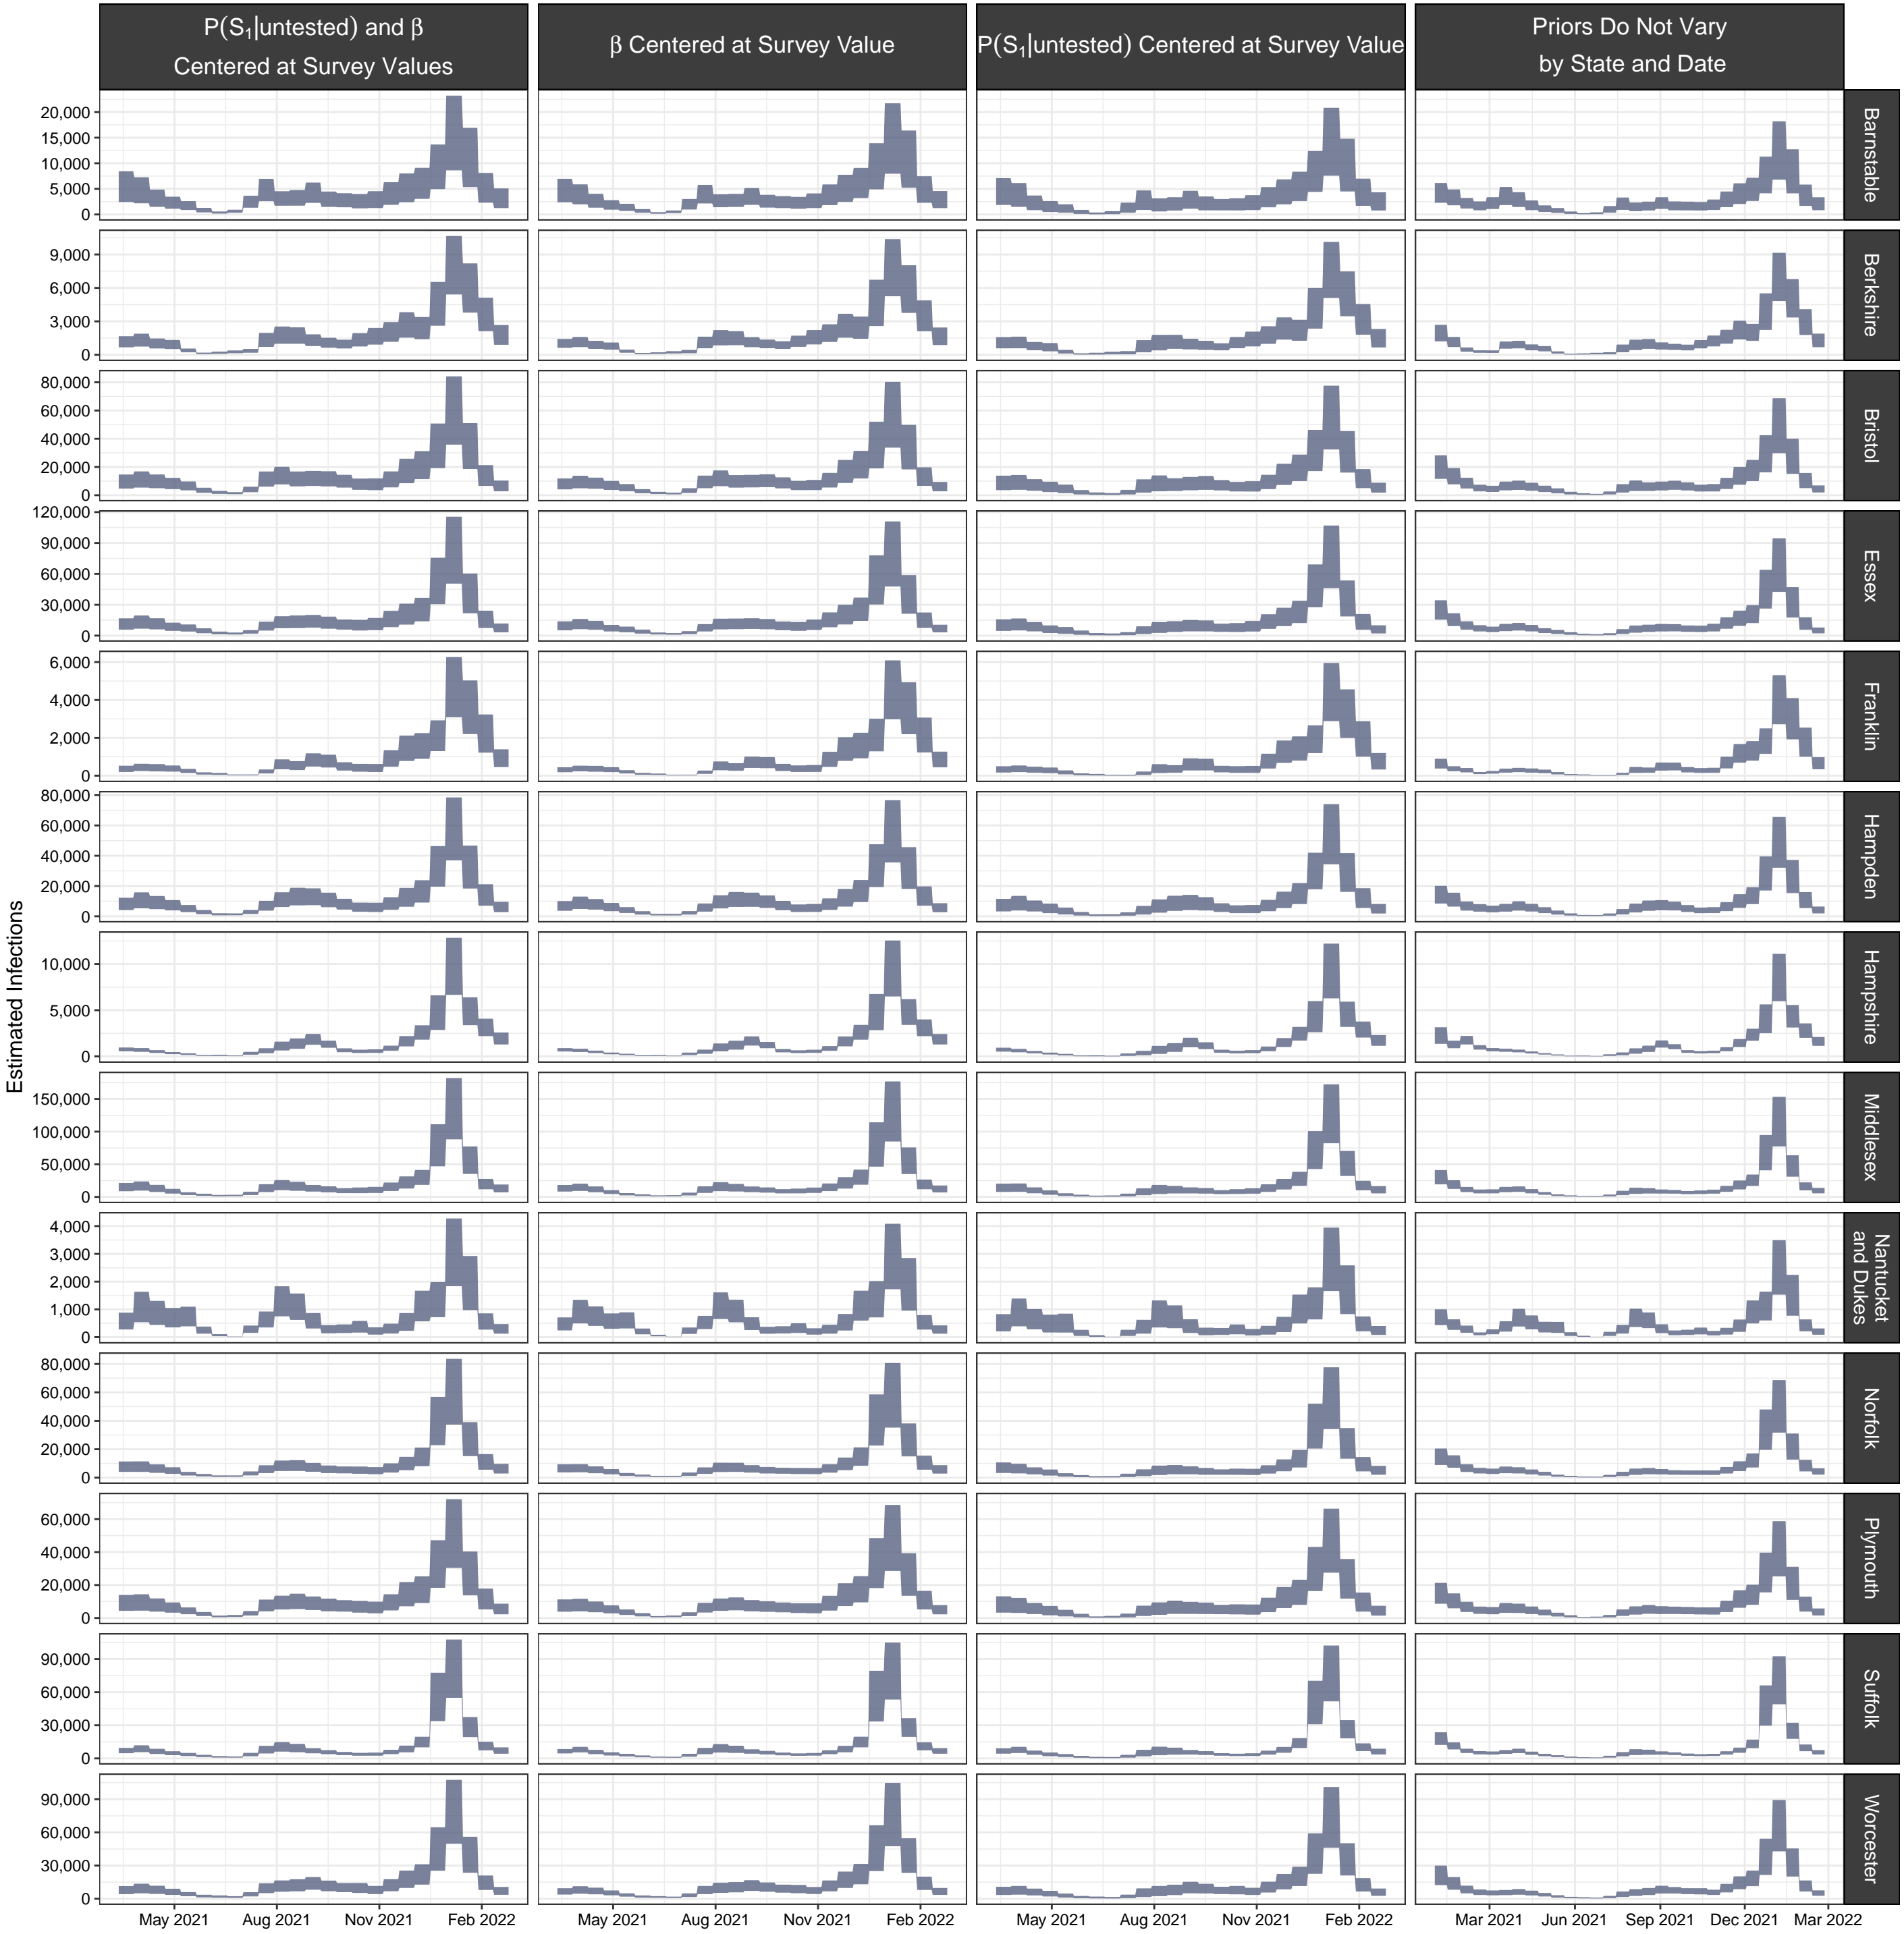 P(S₁|untested) and β
Centered at Survey Values
β Centered at Survey Value
P(S₁|untested) Centered at Survey Value
Priors Do Not Vary
by State and Date
Estimated Infections
20,000
15,000
10,000
5,000
0
Barnstable
9,000
6,000
3,000
0
Berkshire
80,000
60,000
40,000
20,000
0
Bristol
120,000
90,000
60,000
30,000
0
Essex
6,000
4,000
2,000
0
Franklin
80,000
60,000
40,000
20,000
0
Hampden
10,000
5,000
0
Hampshire
150,000
100,000
50,000
0
Middlesex
4,000
3,000
2,000
1,000
0
Nantucket
and Dukes
80,000
60,000
40,000
20,000
0
Norfolk
60,000
40,000
20,000
0
Plymouth
90,000
60,000
30,000
0
Suffolk
90,000
60,000
30,000
0
Worcester
May 2021 Aug 2021 Nov 2021 Feb 2022
May 2021 Aug 2021 Nov 2021 Feb 2022
May 2021 Aug 2021 Nov 2021 Feb 2022
Mar 2021 Jun 2021 Sep 2021 Dec 2021 Mar 2022